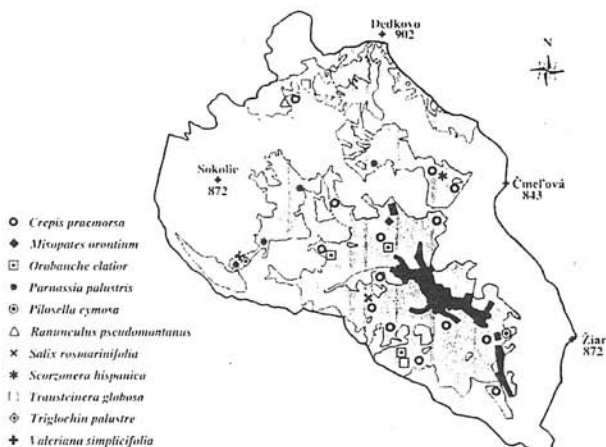 Dedkovo
902
N
Sokolie
872
Čmeľová
843
Žiar
872
Crepis praemorsa
Misopates orontium
Orobanche elatior
Parnassia palustris
Pilosella cymosa
Ranunculus pseudomontanus
Salix rosmarinifolia
Scorzonera hispanica
Traunsteinera globosa
Triglochin palustre
Valeriana simplicifolia